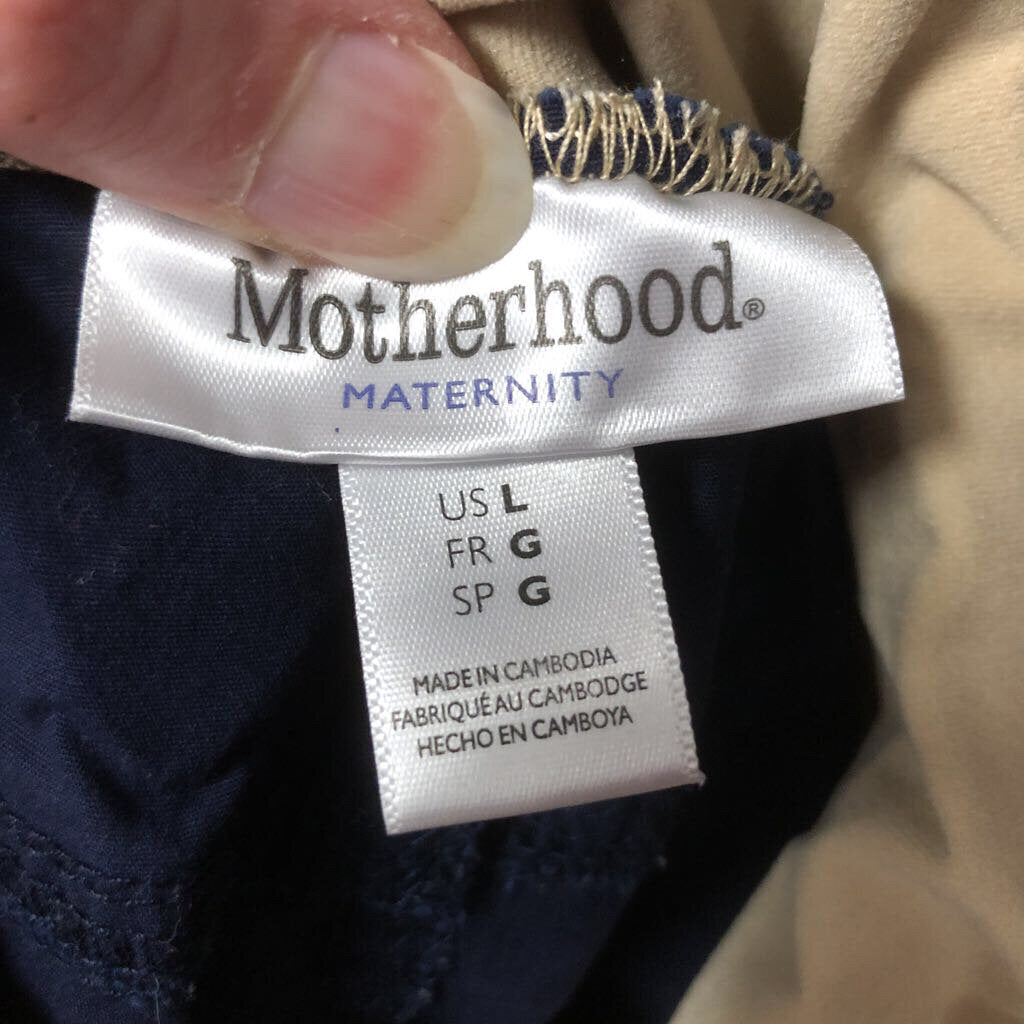 Motherhood®
MATERNITY
US L
FR G
SP G
MADE IN CAMBODIA
FABRIQUÉ AU CAMBODGE
HECHO EN CAMBOYA